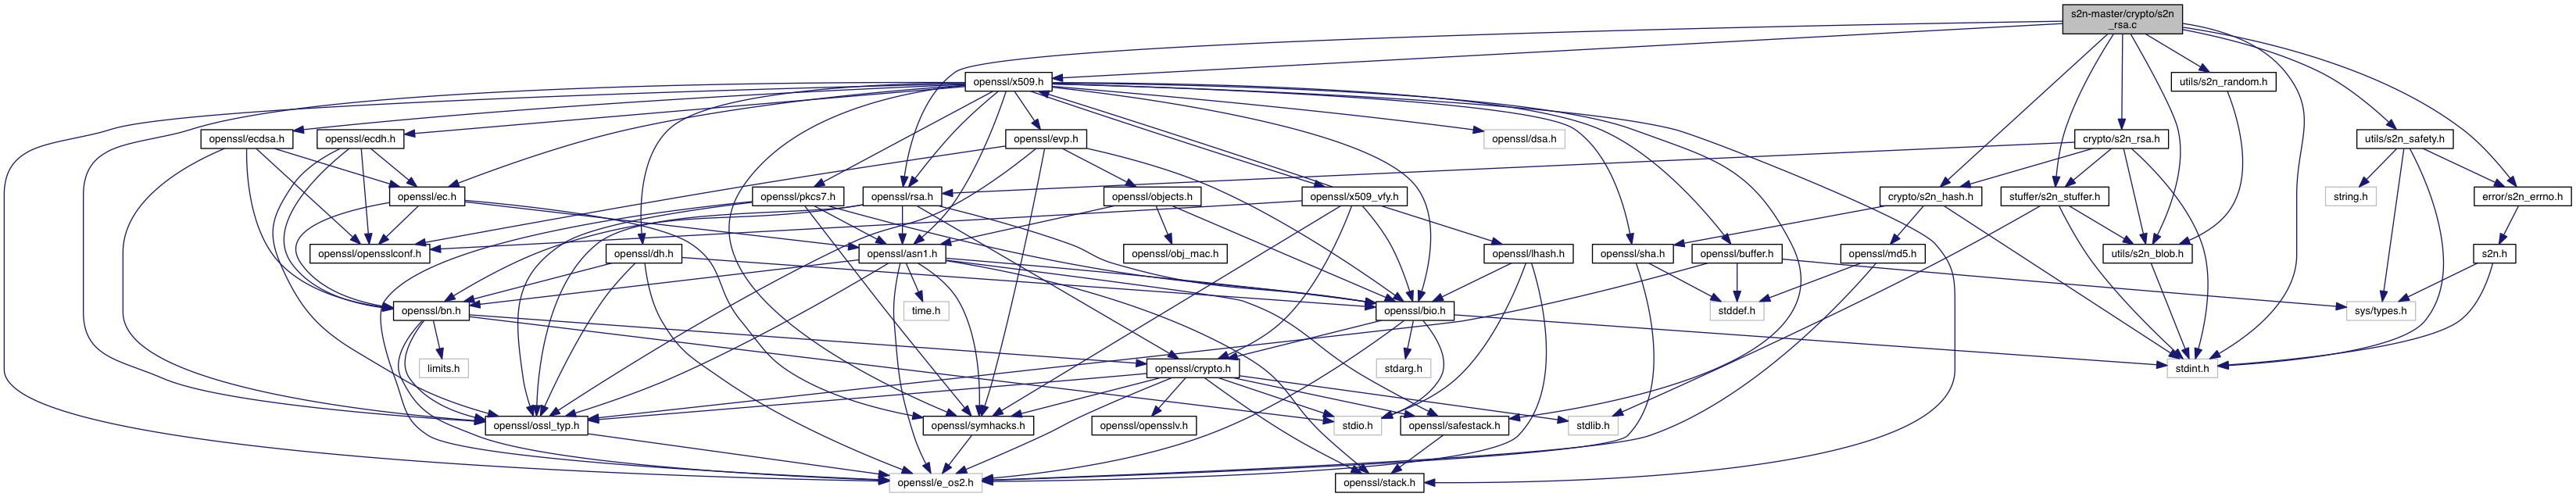 s2n-master/crypto/s2n
_rsa.c
openssl/x509.h
utils/s2n_random.h
openssl/ecdsa.h
openssl/ecdh.h
openssl/evp.h
openssl/dsa.h
crypto/s2n_rsa.h
utils/s2n_safety.h
openssl/ec.h
openssl/pkcs7.h
openssl/rsa.h
openssl/objects.h
openssl/x509_vfy.h
crypto/s2n_hash.h
stuffer/s2n_stuffer.h
string.h
error/s2n_errno.h
openssl/opensslconf.h
openssl/dh.h
openssl/asn1.h
openssl/obj_mac.h
openssl/lhash.h
openssl/sha.h
openssl/buffer.h
openssl/md5.h
utils/s2n_blob.h
s2n.h
openssl/bn.h
time.h
openssl/bio.h
stddef.h
sys/types.h
limits.h
stdarg.h
openssl/crypto.h
stdint.h
openssl/ossl_typ.h
openssl/symhacks.h
openssl/opensslv.h
stdio.h
openssl/safestack.h
stdlib.h
openssl/e_os2.h
openssl/stack.h